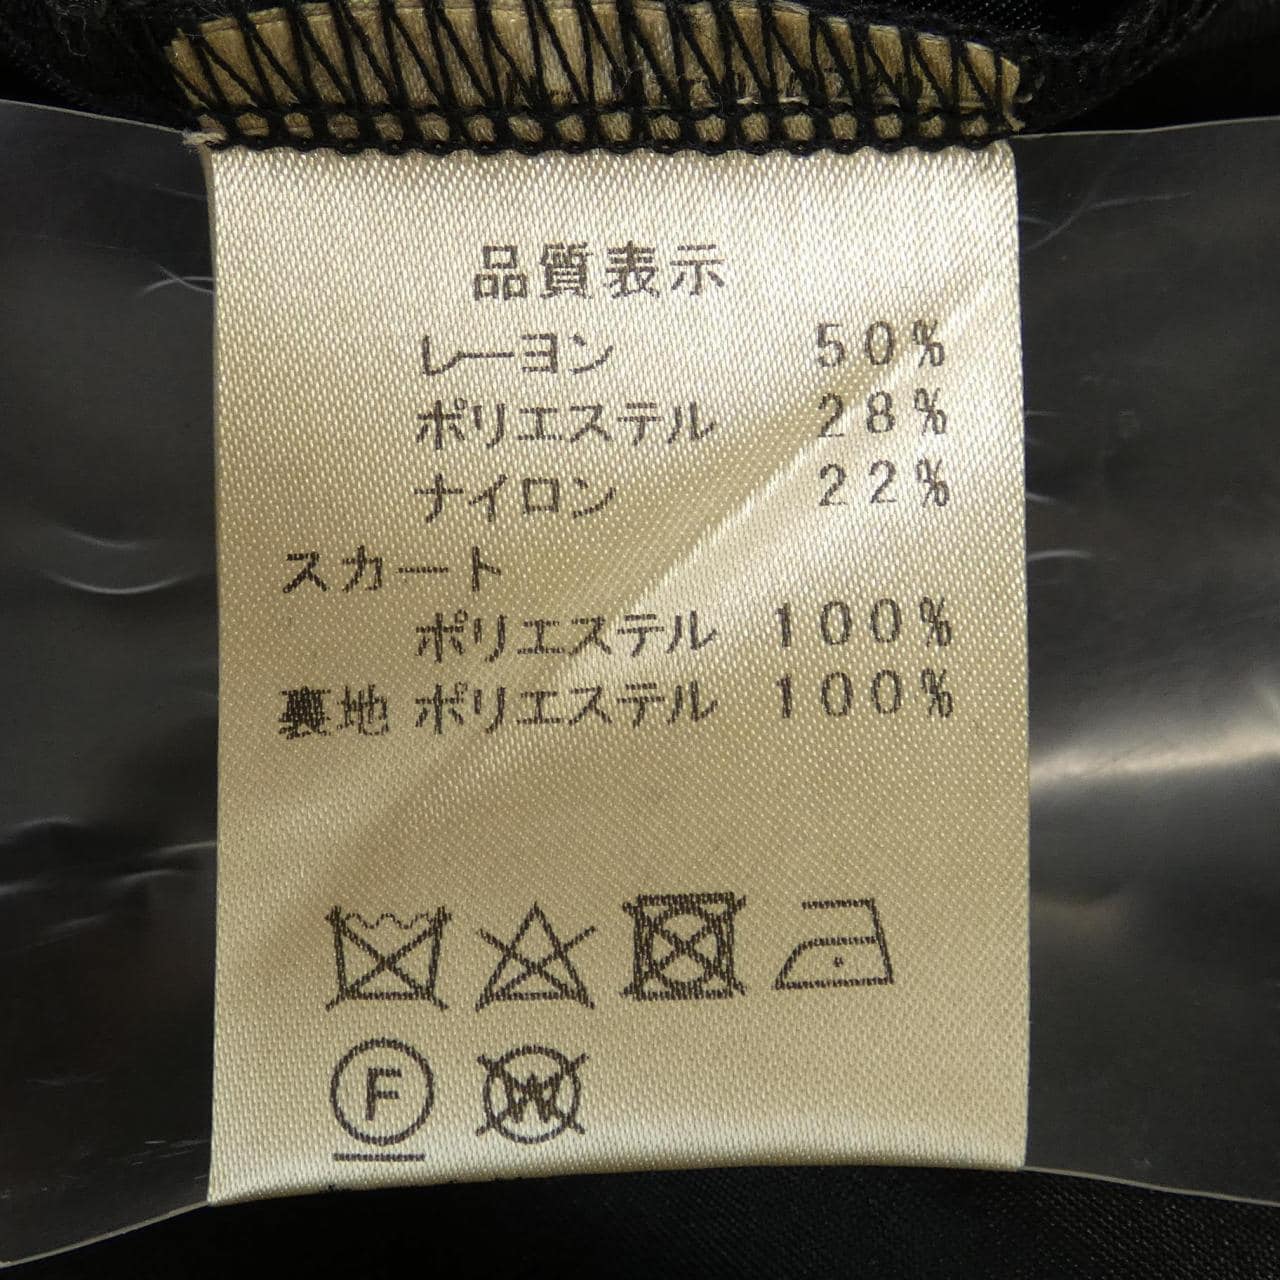 品質表示
レーヨン 50%
ポリエステル 28%
ナイロン 22%
スカート
ポリエステル 100%
裏地 ポリエステル 100%
F W